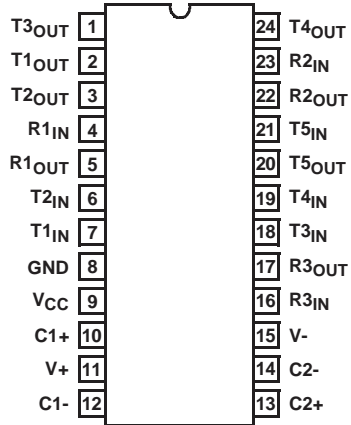 T3OUT 1 24 T4OUT
T1OUT 2 23 R2IN
T2OUT 3 22 R2OUT
R1IN 4 21 T5IN
R1OUT 5 20 T5OUT
T2IN 6 19 T4IN
T1IN 7 18 T3IN
GND 8 17 R3OUT
VCC 9 16 R3IN
C1+ 10 15 V-
V+ 11 14 C2-
C1- 12 13 C2+